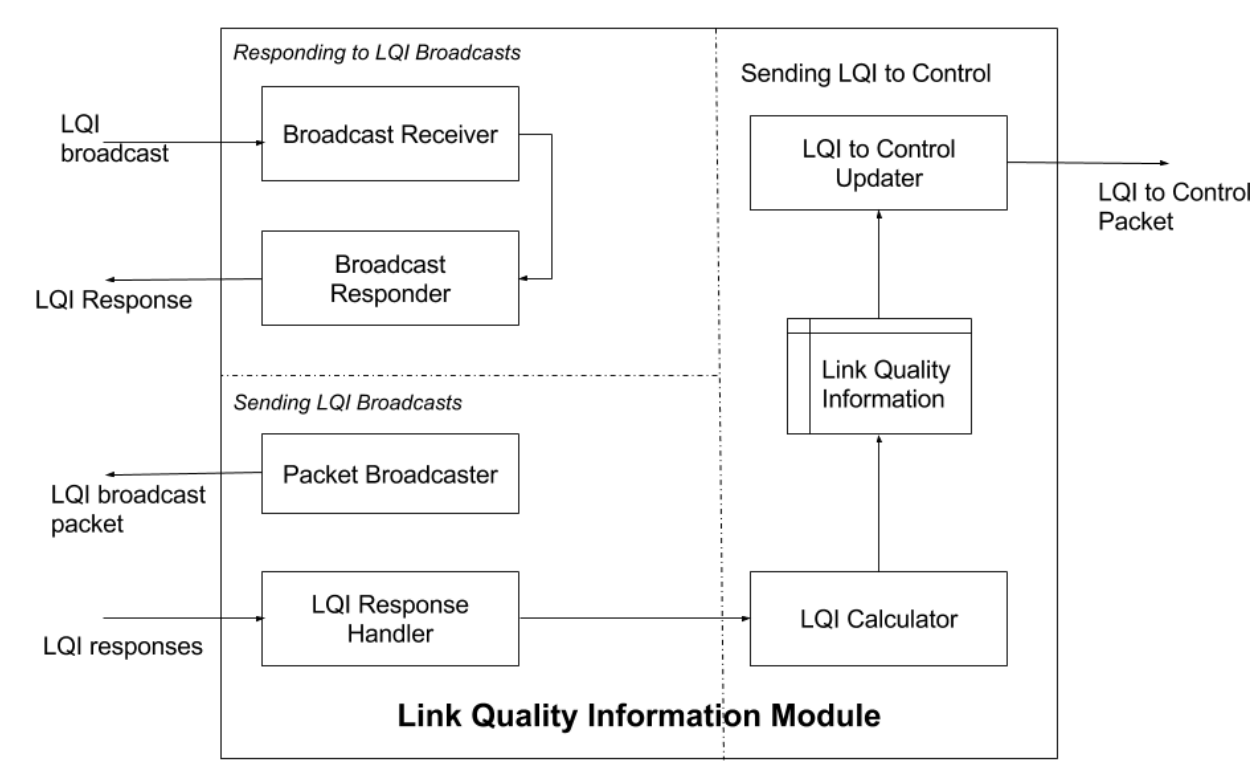 Responding to LQI Broadcasts
LQI
broadcast
Broadcast Receiver
Broadcast
Responder
LQI Response
Sending LQI Broadcasts
Packet Broadcaster
LQI broadcast
packet
LQI Response
Handler
LQI responses
Sending LQI to Control
LQI to Control
Updater
LQI to Control
Packet
Link Quality
Information
LQI Calculator
Link Quality Information Module